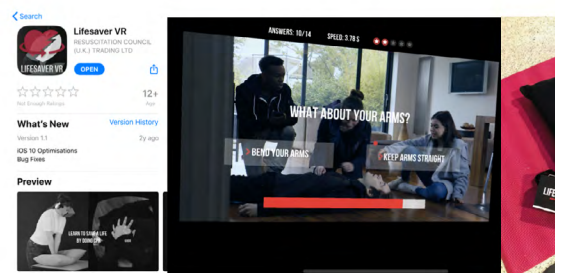 Search
Lifesaver VR
RESUSCITATION COUNCIL
(U.K.) TRADING LTD
LIFESAVER VR
OPEN
12+
Not Enough Ratings
Age
What's New
Version History
Version 1.1
2y ago
iOS 10 Optimisations
Bug Fixes
Preview
LEARN TO SAVE A LIFE
BY DOING CPR
ANSWERS: 10/14
SPEED: 3.78 S
WHAT ABOUT YOUR ARMS?
BEND YOUR ARMS
KEEP ARMS STRAIGHT